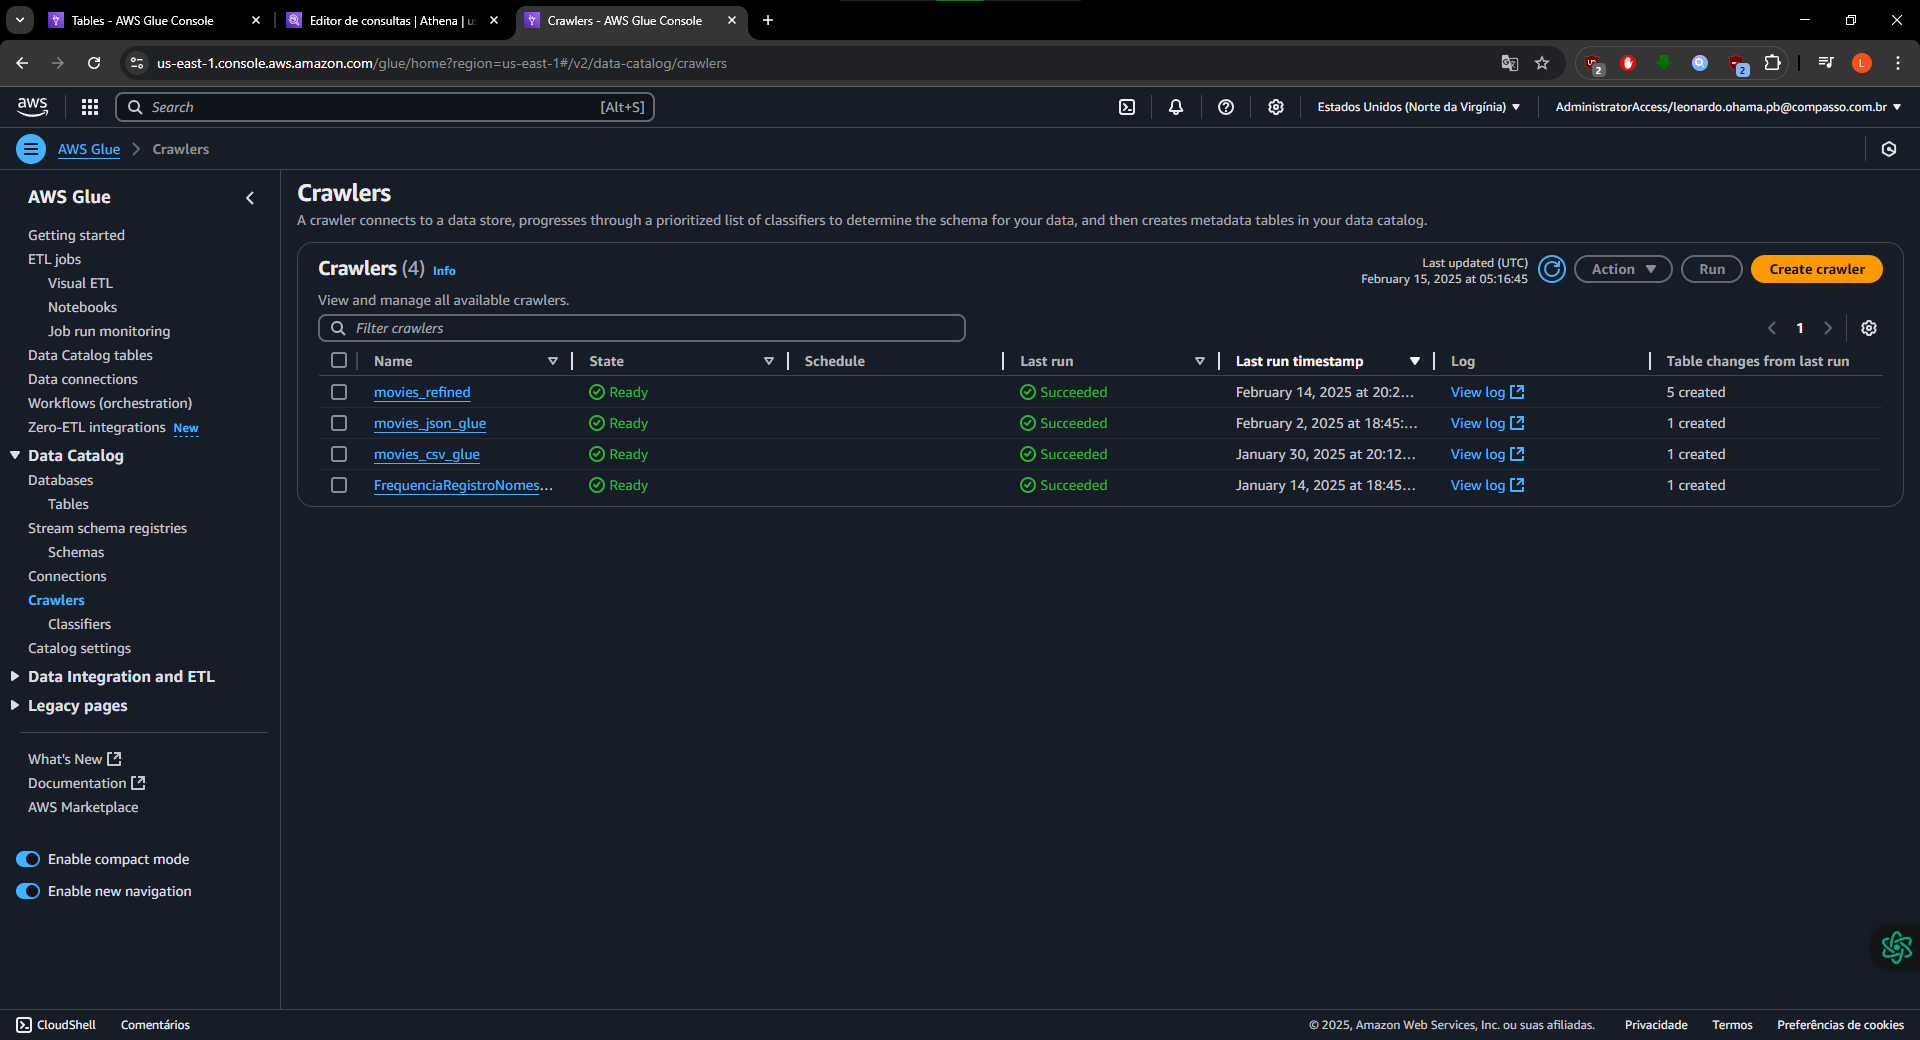 Tables - AWS Glue Console
Editor de consultas | Athena | us
Crawlers - AWS Glue Console
us-east-1.console.aws.amazon.com/glue/home?region=us-east-1#/v2/data-catalog/crawlers
2
2
L
aws
Search
[Alt+S]
Estados Unidos (Norte da Virgínia)
AdministratorAccess/leonardo.ohama.pb@compasso.com.br
AWS Glue
Crawlers
AWS Glue
Getting started
ETL jobs
Visual ETL
Notebooks
Job run monitoring
Data Catalog tables
Data connections
Workflows (orchestration)
Zero-ETL integrations New
Data Catalog
Databases
Tables
Stream schema registries
Schemas
Connections
Crawlers
Classifiers
Catalog settings
Data Integration and ETL
Legacy pages
What's New
Documentation
AWS Marketplace
Enable compact mode
Enable new navigation
Crawlers
A crawler connects to a data store, progresses through a prioritized list of classifiers to determine the schema for your data, and then creates metadata tables in your data catalog.
Crawlers (4) Info
View and manage all available crawlers.
Last updated (UTC)
February 15, 2025 at 05:16:45
Action
Run
Create crawler
Filter crawlers
1
Name State Schedule Last run Last run timestamp Log Table changes from last run
movies_refined Ready Succeeded February 14, 2025 at 20:2... View log 5 created
movies_json_glue Ready Succeeded February 2, 2025 at 18:45:... View log 1 created
movies_csv_glue Ready Succeeded January 30, 2025 at 20:12... View log 1 created
FrequenciaRegistroNomes... Ready Succeeded January 14, 2025 at 18:45... View log 1 created
CloudShell
Comentários
© 2025, Amazon Web Services, Inc. ou suas afiliadas.
Privacidade
Termos
Preferências de cookies